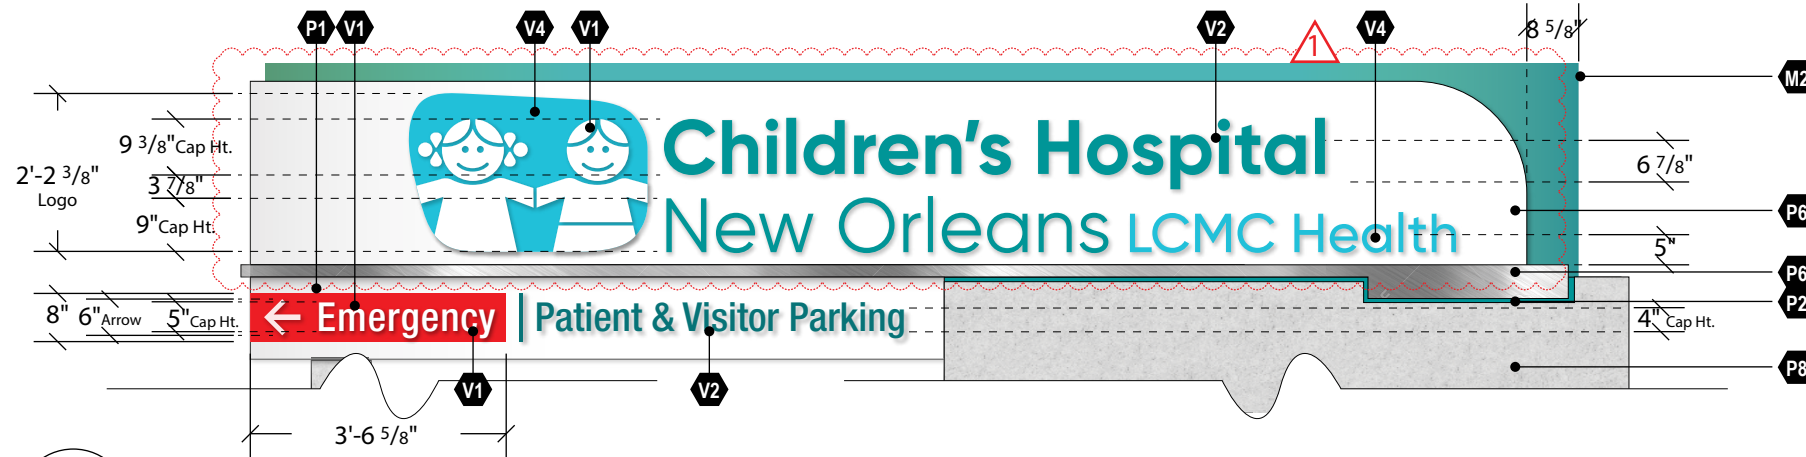 P1 V1 V4 V1 V2 1 V4 8 5/8"
M2
9 3/8" Cap Ht.
Children's Hospital
6 7/8"
2'-2 3/8"
Logo
3 7/8"
9" Cap Ht.
New Orleans LCMC Health
P6
5"
P6
8" 6" Arrow 5" Cap Ht.
← Emergency
Patient & Visitor Parking
P2
4" Cap Ht.
P8
V1 V2
3'-6 5/8"